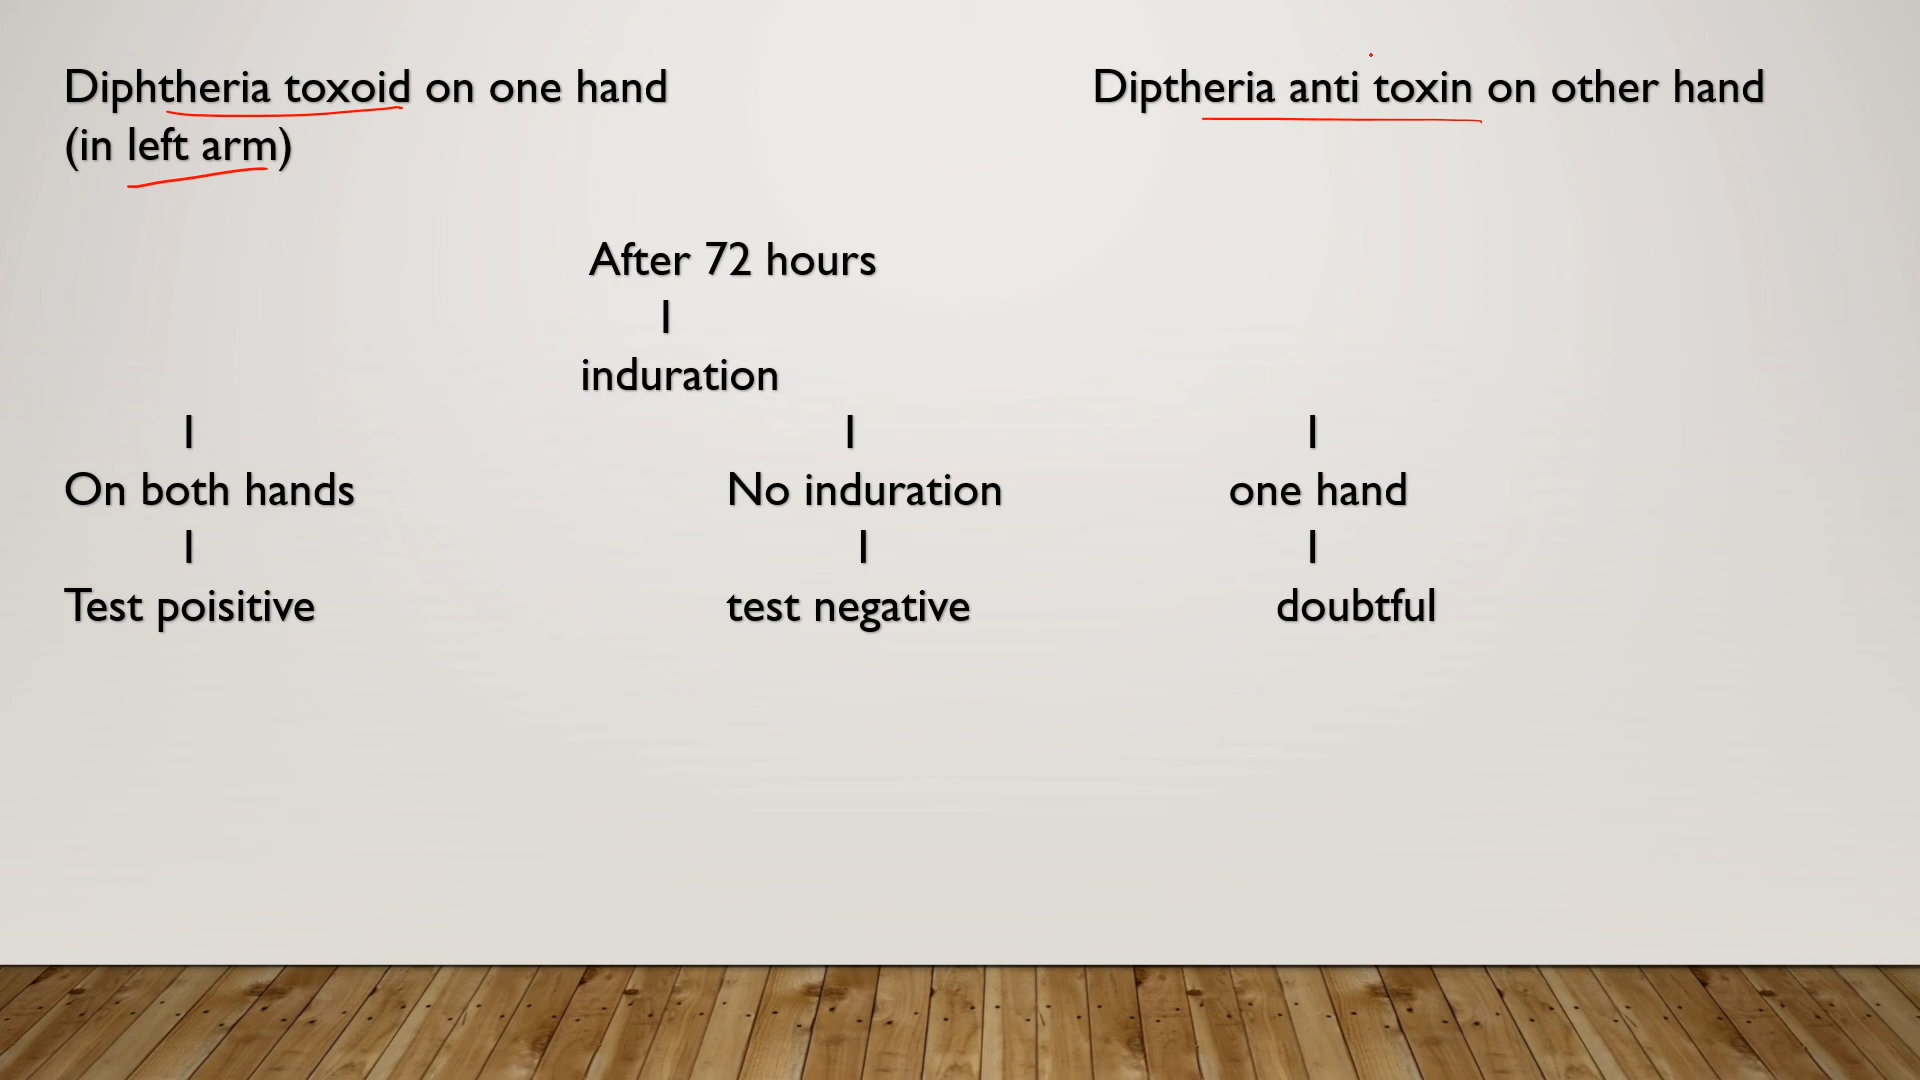 Diphtheria toxoid on one hand Diptheria anti toxin on other hand
(in left arm)
After 72 hours
induration
On both hands No induration one hand
Test poisitive test negative doubtful